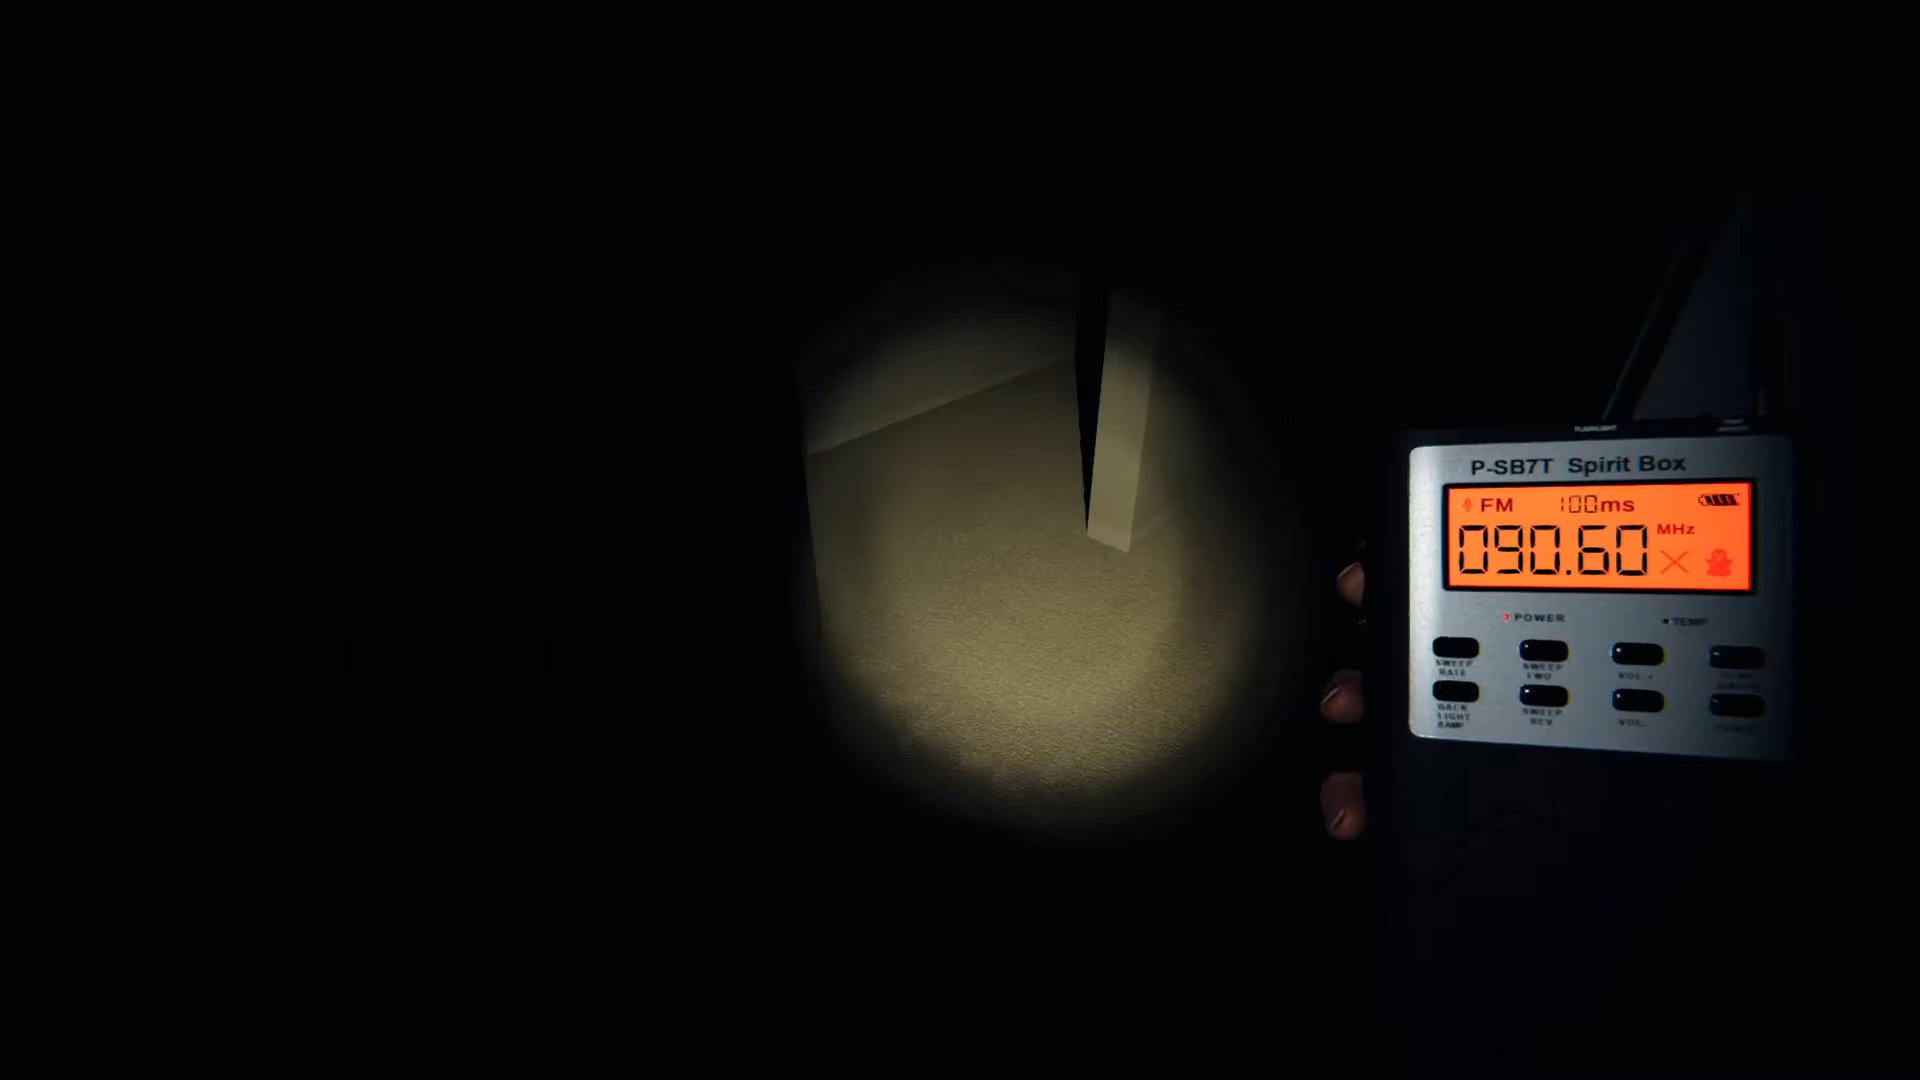 FLASHLIGHT
P-SB7T Spirit Box
FM 100ms
090.60 MHz
POWER
TEMP
SWEEP RATE
SWEEP FWD
VOL.+
BACK LIGHT
SWEEP REV
VOL.-